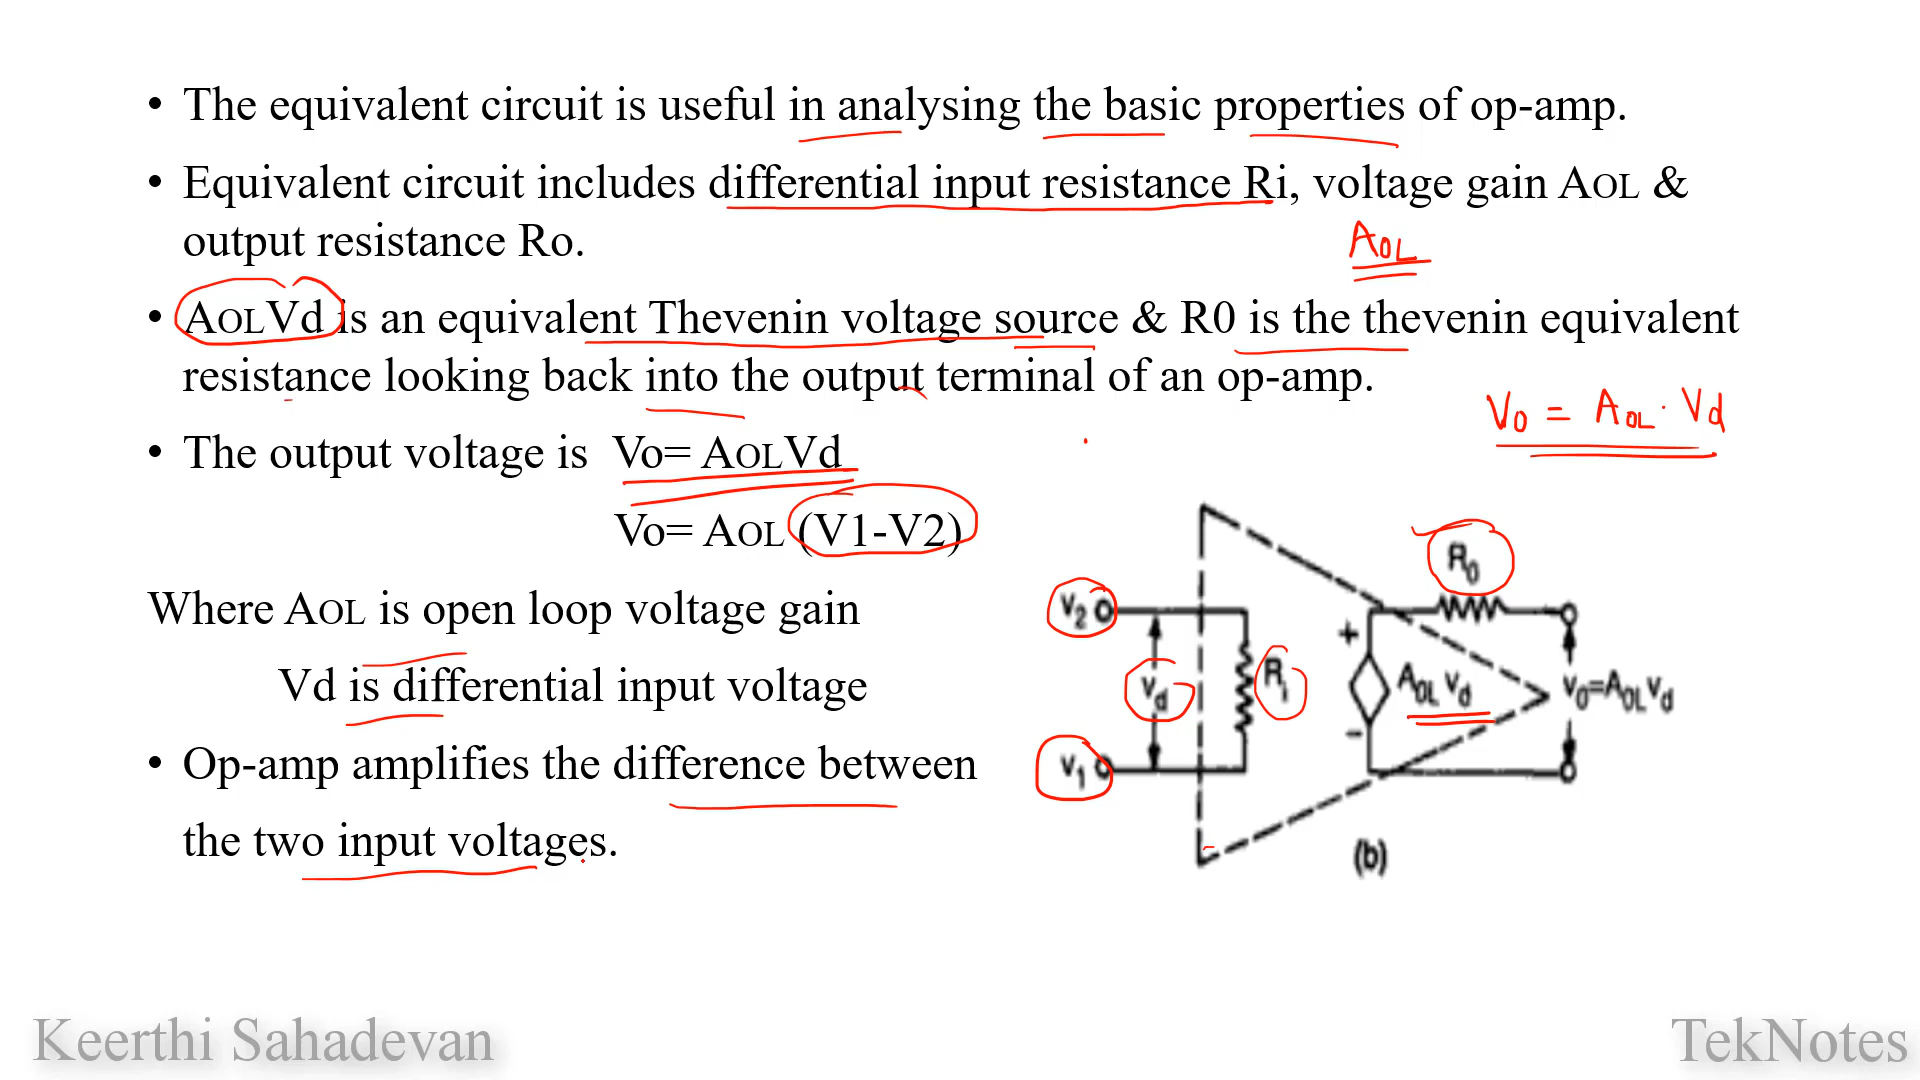 • The equivalent circuit is useful in analysing the basic properties of op-amp.
• Equivalent circuit includes differential input resistance Ri, voltage gain AOL &
output resistance Ro.
AOL
• AOLVd is an equivalent Thevenin voltage source & R0 is the thevenin equivalent
resistance looking back into the output terminal of an op-amp.
V0 = AOL . Vd
• The output voltage is Vo= AOLVd
Vo= AOL (V1-V2)
Where AOL is open loop voltage gain
Vd is differential input voltage
• Op-amp amplifies the difference between
the two input voltages.
R0
V2
+
Vd
Ri
AOL Vd
V0=AOLVd
-
V1
(b)
Keerthi Sahadevan
TekNotes